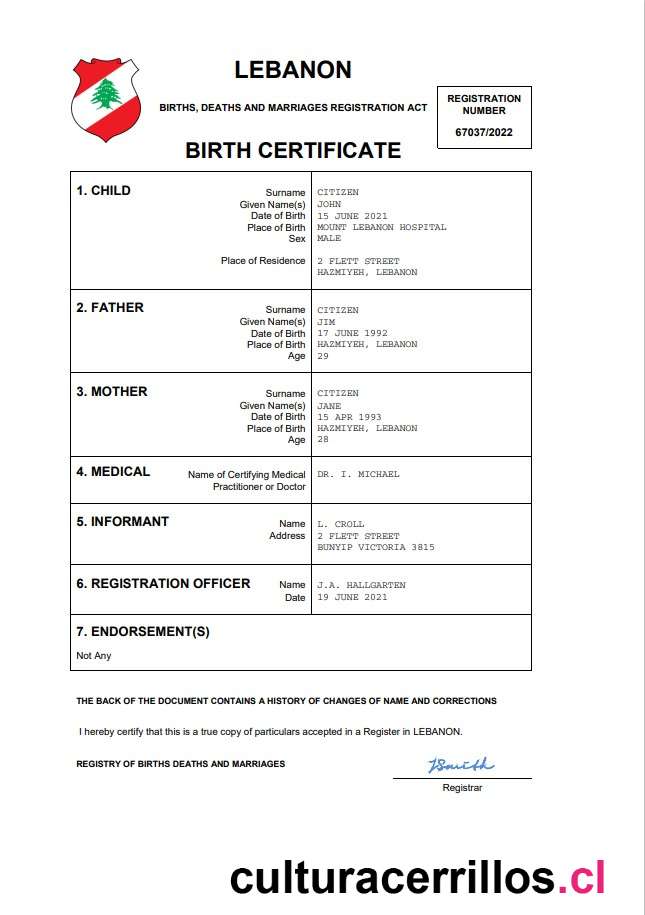 LEBANON
BIRTHS, DEATHS AND MARRIAGES REGISTRATION ACT
REGISTRATION
NUMBER
67037/2022
BIRTH CERTIFICATE
1. CHILD
Surname CITIZEN
Given Name(s) JOHN
Date of Birth 15 JUNE 2021
Place of Birth MOUNT LEBANON HOSPITAL
Sex MALE
Place of Residence 2 FLETT STREET
HAZMIYEH, LEBANON
2. FATHER
Surname CITIZEN
Given Name(s) JIM
Date of Birth 17 JUNE 1992
Place of Birth HAZMIYEH, LEBANON
Age 29
3. MOTHER
Surname CITIZEN
Given Name(s) JANE
Date of Birth 15 APR 1993
Place of Birth HAZMIYEH, LEBANON
Age 28
4. MEDICAL
Name of Certifying Medical DR. I. MICHAEL
Practitioner or Doctor
5. INFORMANT
Name L. CROLL
Address 2 FLETT STREET
BUNYIP VICTORIA 3815
6. REGISTRATION OFFICER
Name J.A. HALLGARTEN
Date 19 JUNE 2021
7. ENDORSEMENT(S)
Not Any
THE BACK OF THE DOCUMENT CONTAINS A HISTORY OF CHANGES OF NAME AND CORRECTIONS
I hereby certify that this is a true copy of particulars accepted in a Register in LEBANON.
REGISTRY OF BIRTHS DEATHS AND MARRIAGES
JSmith
Registrar
culturacerrillos.cl